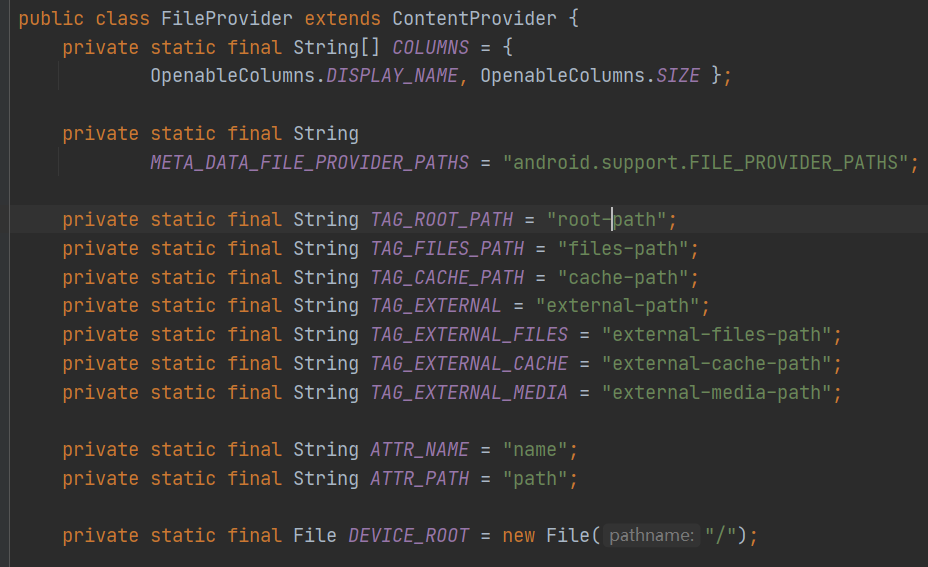 public class FileProvider extends ContentProvider {
    private static final String[] COLUMNS = {
            OpenableColumns.DISPLAY_NAME, OpenableColumns.SIZE };

    private static final String
            META_DATA_FILE_PROVIDER_PATHS = "android.support.FILE_PROVIDER_PATHS";

    private static final String TAG_ROOT_PATH = "root-path";
    private static final String TAG_FILES_PATH = "files-path";
    private static final String TAG_CACHE_PATH = "cache-path";
    private static final String TAG_EXTERNAL = "external-path";
    private static final String TAG_EXTERNAL_FILES = "external-files-path";
    private static final String TAG_EXTERNAL_CACHE = "external-cache-path";
    private static final String TAG_EXTERNAL_MEDIA = "external-media-path";

    private static final String ATTR_NAME = "name";
    private static final String ATTR_PATH = "path";

    private static final File DEVICE_ROOT = new File( pathname: "/");